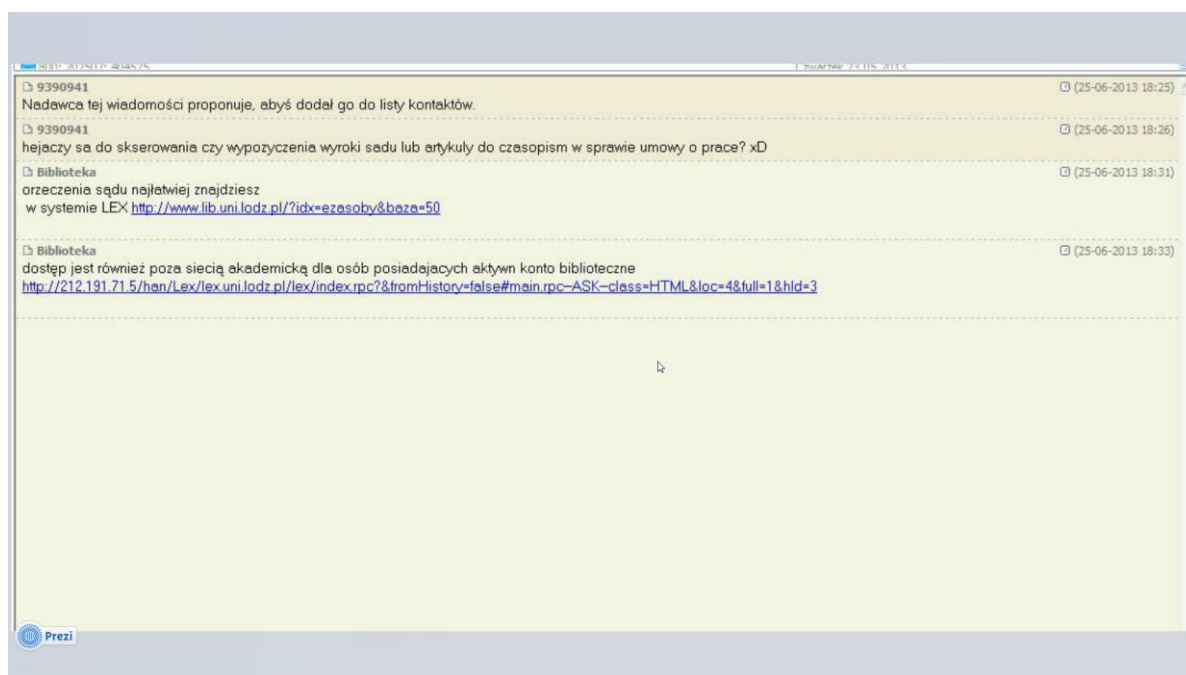 9390941 (25-06-2013 18:25)
Nadawca tej wiadomości proponuje, abyś dodał go do listy kontaktów.
9390941 (25-06-2013 18:26)
hejaczy sa do skserowania czy wypozyczenia wyroki sadu lub artykuly do czasopism w sprawie umowy o prace? xD
Biblioteka (25-06-2013 18:31)
orzeczenia sądu najłatwiej znajdziesz
w systemie LEX http://www.lib.uni.lodz.pl/?idx=ezasoby&baza=50
Biblioteka (25-06-2013 18:33)
dostęp jest również poza siecią akademicką dla osób posiadajacych aktywn konto biblioteczne
http://212.191.71.5/han/Lex/lex.uni.lodz.pl/lex/index.rpc?&fromHistory=false#main.rpc--ASK--class=HTML&loc=4&full=1&hId=3
Prezi